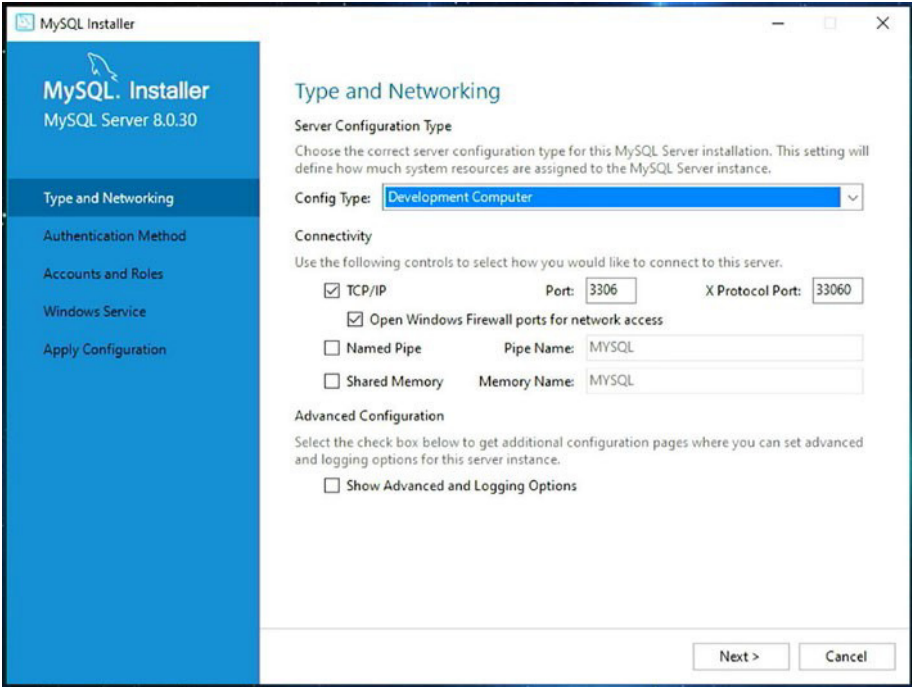 MySQL Installer
MySQL. Installer
MySQL Server 8.0.30
Type and Networking
Authentication Method
Accounts and Roles
Windows Service
Apply Configuration
Type and Networking
Server Configuration Type
Choose the correct server configuration type for this MySQL Server installation. This setting will
define how much system resources are assigned to the MySQL Server instance.
Config Type: Development Computer
Connectivity
Use the following controls to select how you would like to connect to this server.
TCP/IP Port: 3306 X Protocol Port: 33060
Open Windows Firewall ports for network access
Named Pipe Pipe Name: MYSQL
Shared Memory Memory Name: MYSQL
Advanced Configuration
Select the check box below to get additional configuration pages where you can set advanced
and logging options for this server instance.
Show Advanced and Logging Options
Next > Cancel